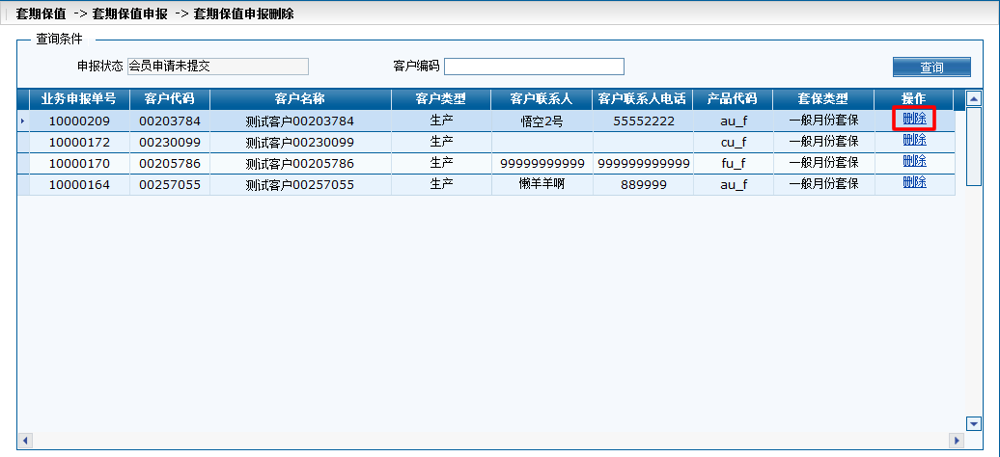 套期保值 -> 套期保值申报 -> 套期保值申报删除
查询条件
申报状态 会员申请未提交 客户编码 查询
业务申报单号 客户代码 客户名称 客户类型 客户联系人 客户联系人电话 产品代码 套保类型 操作
10000209 00203784 测试客户00203784 生产 悟空2号 55552222 au_f 一般月份套保 删除
10000172 00230099 测试客户00230099 生产 cu_f 一般月份套保 删除
10000170 00205786 测试客户00205786 生产 99999999999 999999999999 fu_f 一般月份套保 删除
10000164 00257055 测试客户00257055 生产 懒羊羊啊 889999 au_f 一般月份套保 删除